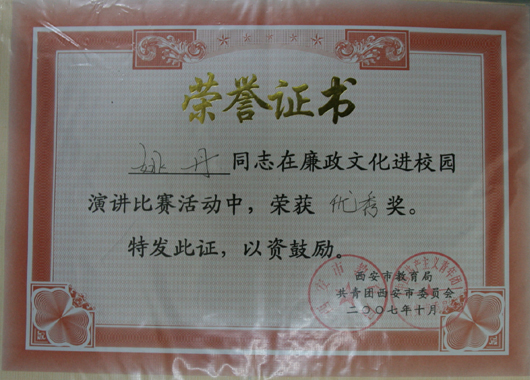 荣誉证书
姚丹 同志在廉政文化进校园
演讲比赛活动中，荣获 优秀 奖。
特发此证，以资鼓励。
西安市教育局
共青团西安市委员会
二〇〇七年十月